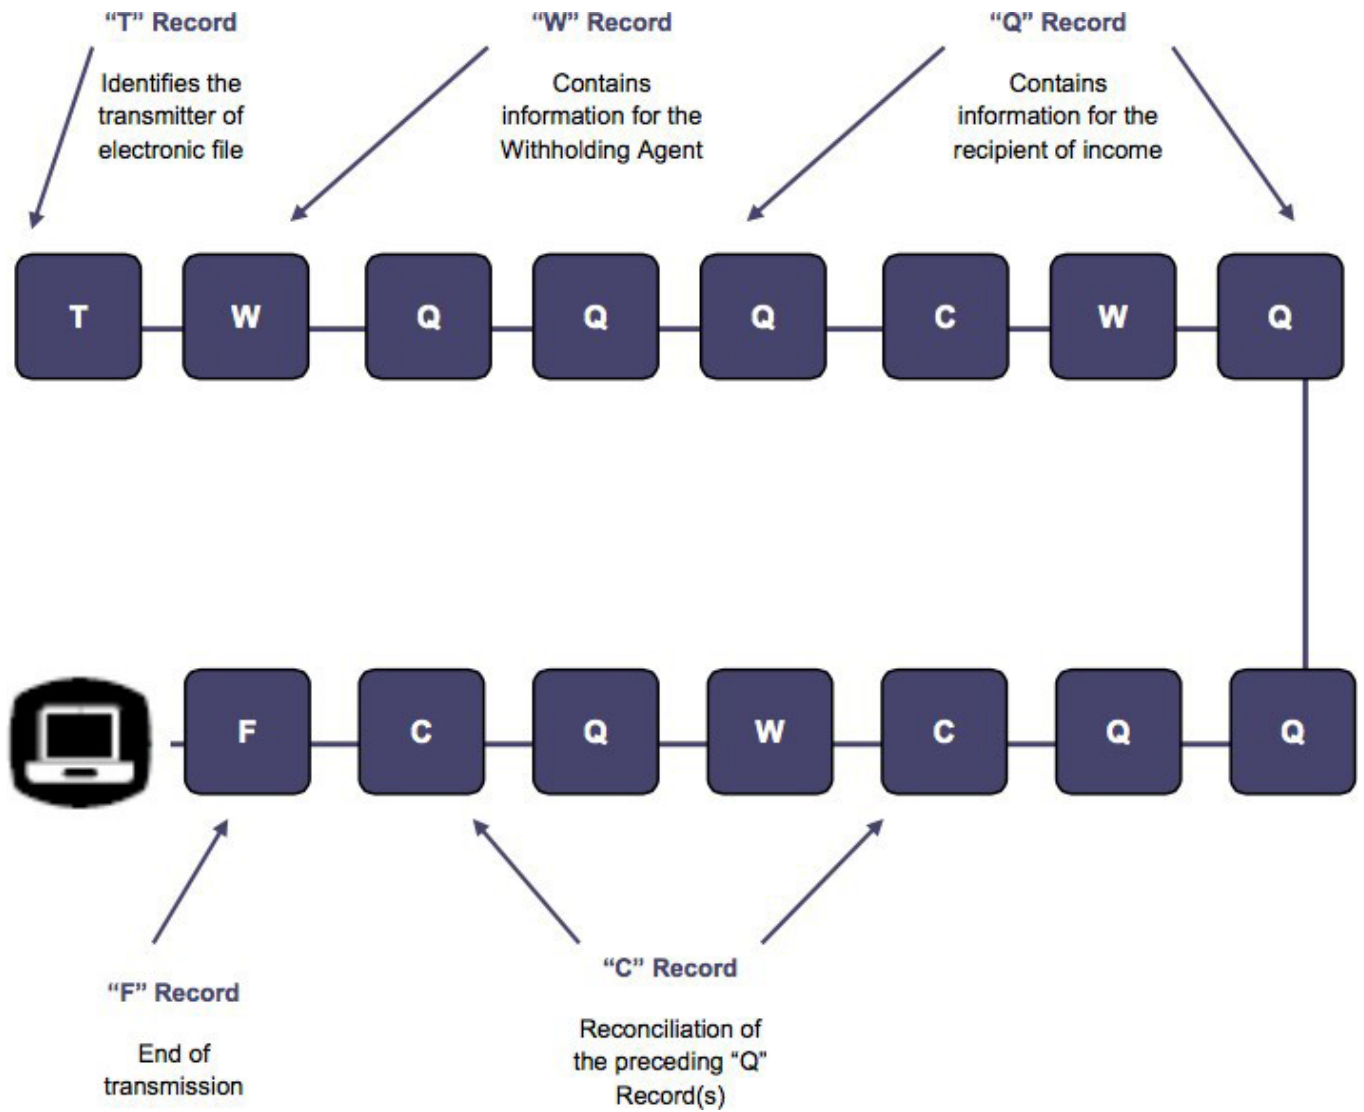 “T” Record
Identifies the
transmitter of
electronic file
“W” Record
Contains
information for the
Withholding Agent
“Q” Record
Contains
information for the
recipient of income
T
W
Q
Q
Q
C
W
Q
F
C
Q
W
C
Q
Q
“F” Record
End of
transmission
“C” Record
Reconciliation of
the preceding “Q”
Record(s)